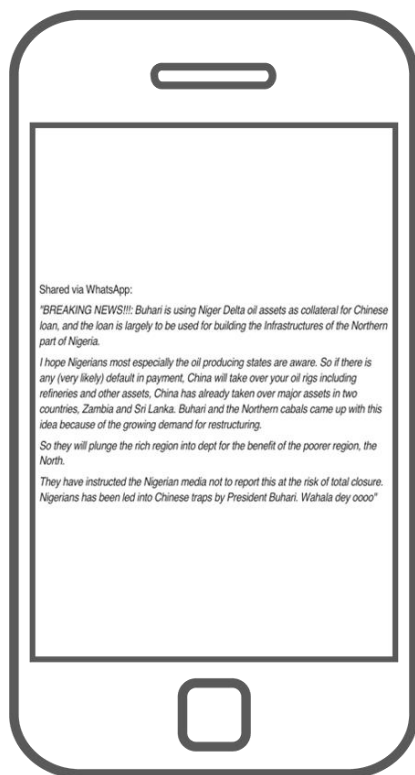 Shared via WhatsApp:
"BREAKING NEWS!!!: Buhari is using Niger Delta oil assets as collateral for Chinese
loan, and the loan is largely to be used for building the Infrastructures of the Northern
part of Nigeria.
I hope Nigerians most especially the oil producing states are aware. So if there is
any (very likely) default in payment, China will take over your oil rigs including
refineries and other assets, China has already taken over major assets in two
countries, Zambia and Sri Lanka. Buhari and the Northern cabals came up with this
idea because of the growing demand for restructuring.
So they will plunge the rich region into dept for the benefit of the poorer region, the
North.
They have instructed the Nigerian media not to report this at the risk of total closure.
Nigerians has been led into Chinese traps by President Buhari. Wahala dey oooo"